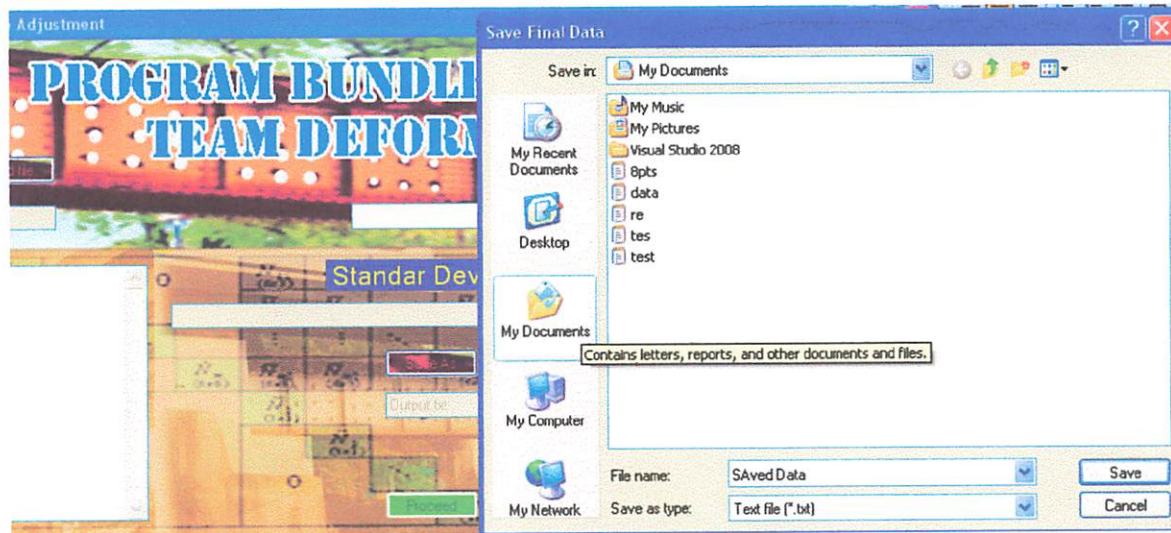 Adjustment
PROGRAM BUNDLE
TEAM DEFORM
Standar Dev
Output be
Proceed
Save Final Data
Save in:
My Documents
My Recent
Documents
Desktop
My Documents
My Computer
My Network
My Music
My Pictures
Visual Studio 2008
8pts
data
re
tes
test
Contains letters, reports, and other documents and files.
File name:
SAved Data
Save
Save as type:
Text file (*.txt)
Cancel